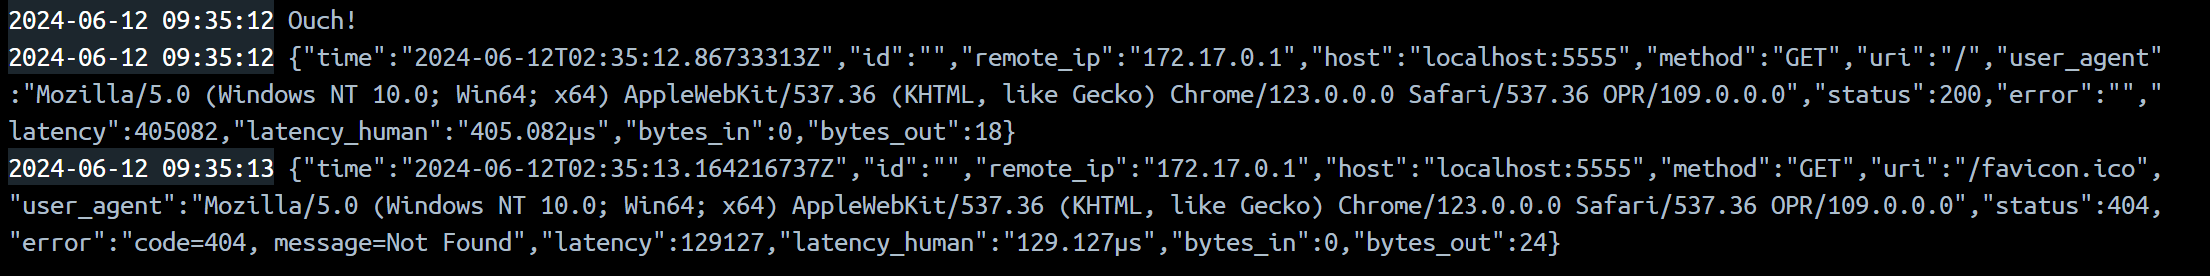 2024-06-12 09:35:12 Ouch!
2024-06-12 09:35:12 {"time":"2024-06-12T02:35:12.86733313Z","id":"","remote_ip":"172.17.0.1","host":"localhost:5555","method":"GET","uri":"/","user_agent"
:"Mozilla/5.0 (Windows NT 10.0; Win64; x64) AppleWebKit/537.36 (KHTML, like Gecko) Chrome/123.0.0.0 Safari/537.36 OPR/109.0.0.0","status":200,"error":"","
latency":405082,"latency_human":"405.082µs","bytes_in":0,"bytes_out":18}
2024-06-12 09:35:13 {"time":"2024-06-12T02:35:13.164216737Z","id":"","remote_ip":"172.17.0.1","host":"localhost:5555","method":"GET","uri":"/favicon.ico",
"user_agent":"Mozilla/5.0 (Windows NT 10.0; Win64; x64) AppleWebKit/537.36 (KHTML, like Gecko) Chrome/123.0.0.0 Safari/537.36 OPR/109.0.0.0","status":404,
"error":"code=404, message=Not Found","latency":129127,"latency_human":"129.127µs","bytes_in":0,"bytes_out":24}